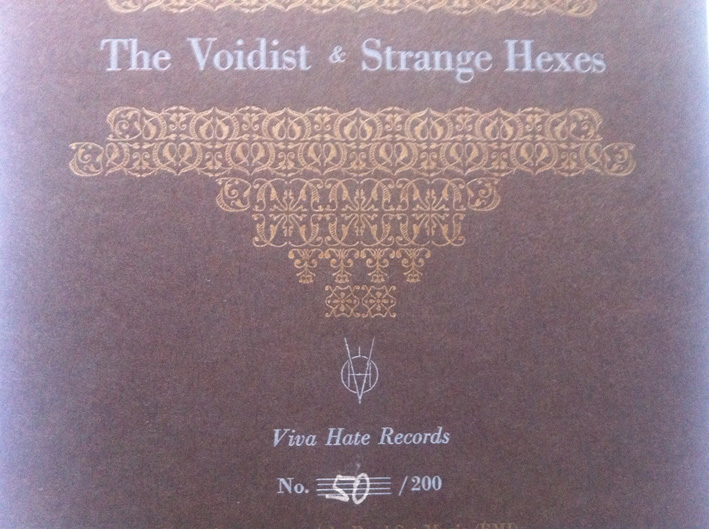 The Voidist & Strange Hexes
Viva Hate Records
No. 50 / 200